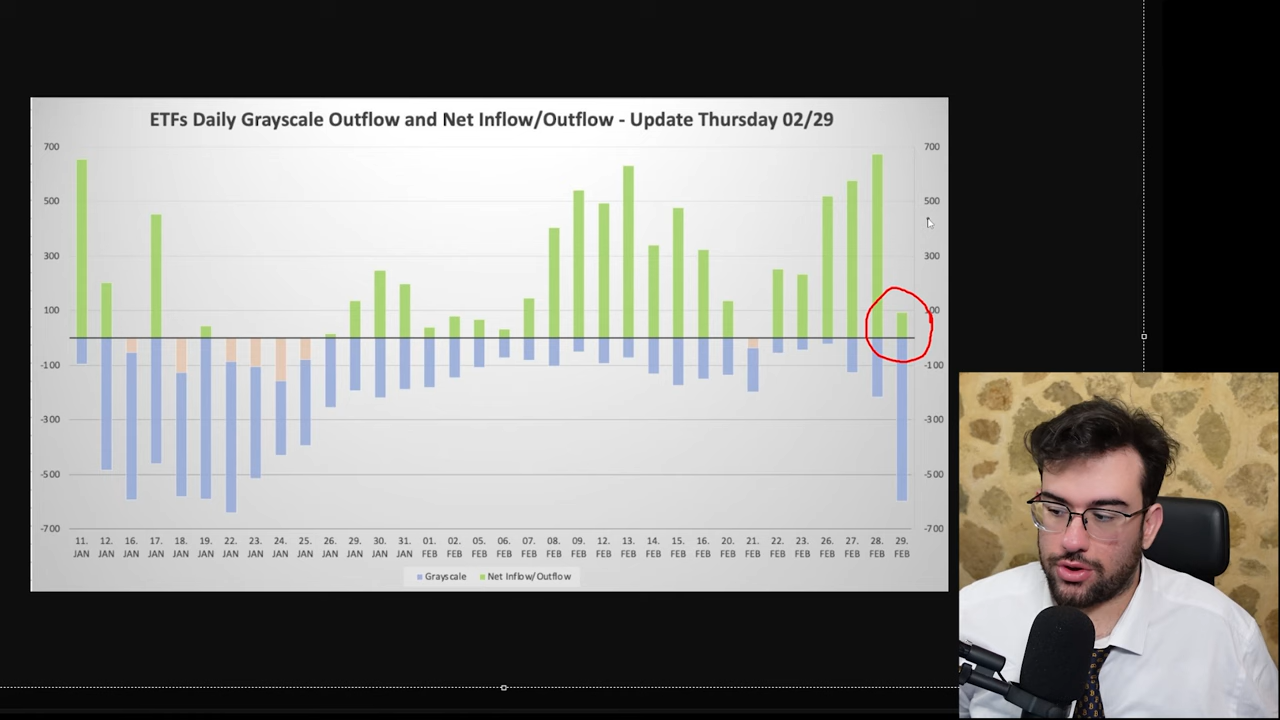 ETFs Daily Grayscale Outflow and Net Inflow/Outflow - Update Thursday 02/29
700 700
500 500
300 300
100 00
-100 -100
-300 -300
-500 -500
-700 -700
11. 12. 16. 17. 18. 19. 22. 23. 24. 25. 26. 29. 30. 31. 01. 02. 05. 06. 07. 08. 09. 12. 13. 14. 15. 16. 20. 21. 22. 23. 26. 27. 28. 29.
JAN JAN JAN JAN JAN JAN JAN JAN JAN JAN JAN JAN JAN JAN FEB FEB FEB FEB FEB FEB FEB FEB FEB FEB FEB FEB FEB FEB FEB FEB FEB FEB FEB FEB
Grayscale Net Inflow/Outflow